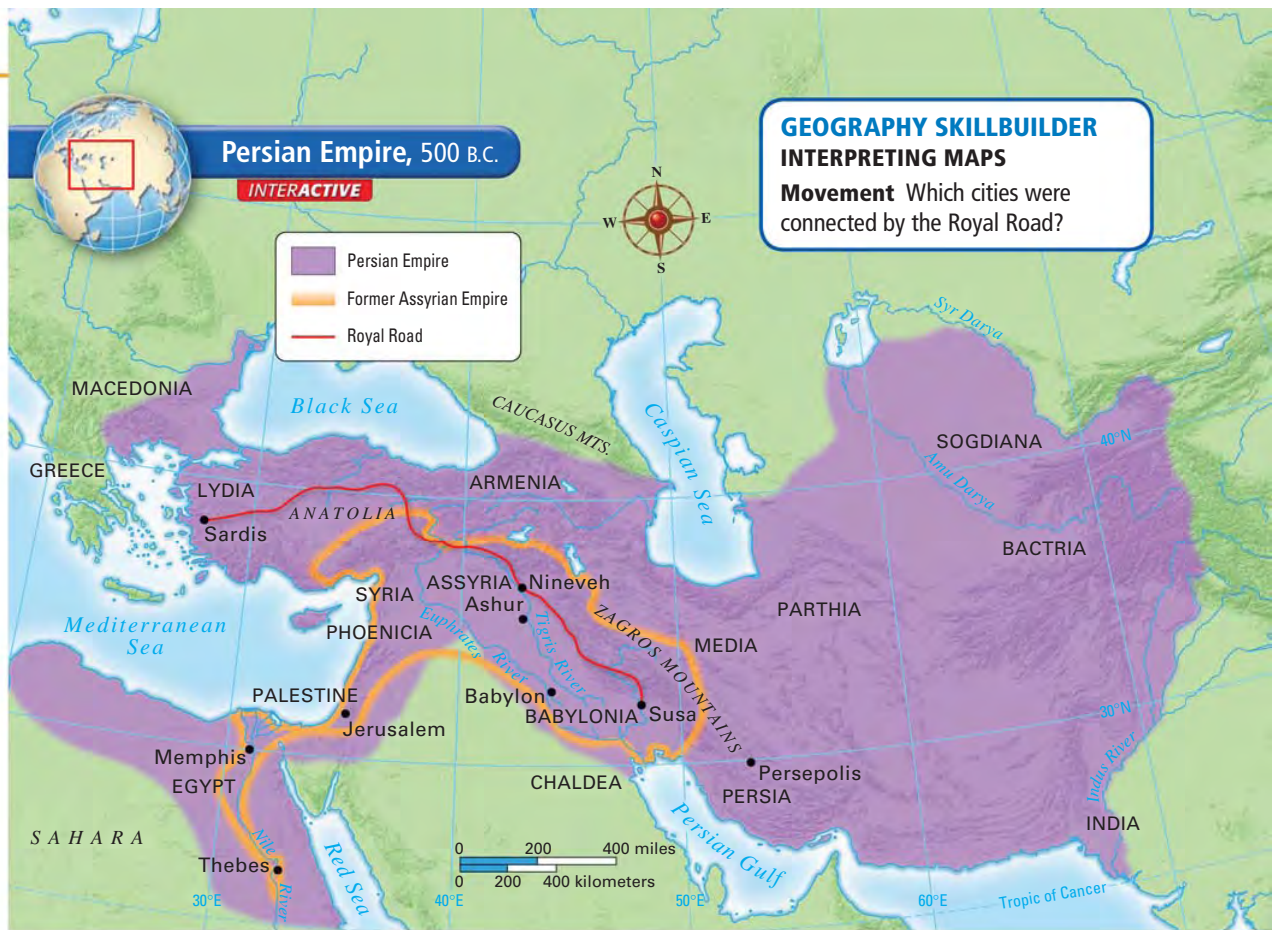 Persian Empire, 500 B.C.
INTERACTIVE
GEOGRAPHY SKILLBUILDER
INTERPRETING MAPS
Movement Which cities were
connected by the Royal Road?
N
W
E
S
Persian Empire
Former Assyrian Empire
Royal Road
MACEDONIA
Black Sea
CAUCASUS MTS.
Caspian Sea
Syr Darya
SOGDIANA
40°N
Amu Darya
GREECE
LYDIA
ANATOLIA
ARMENIA
Sardis
BACTRIA
SYRIA
ASSYRIA
Nineveh
Ashur
PARTHIA
Mediterranean
Sea
PHOENICIA
Euphrates River
Tigris River
ZAGROS MOUNTAINS
MEDIA
PALESTINE
Jerusalem
Babylon
BABYLONIA
Susa
30°N
Memphis
EGYPT
CHALDEA
Persepolis
PERSIA
Indus River
INDIA
SAHARA
Nile River
Thebes
Red Sea
Persian Gulf
0 200 400 miles
0 200 400 kilometers
30°E
40°E
50°E
60°E
Tropic of Cancer